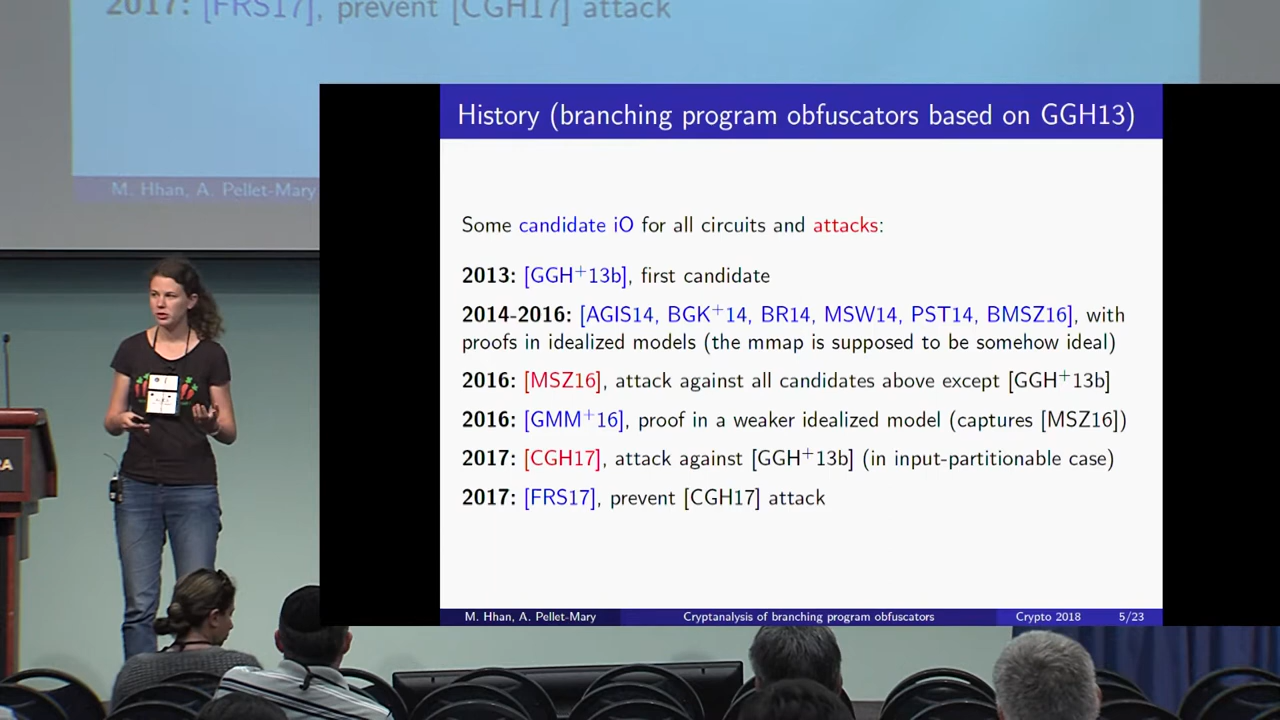 2017: [FRS17], prevent [CGH17] attack
M. Hhan, A. Pellet-Mary
RA
History (branching program obfuscators based on GGH13)
Some candidate iO for all circuits and attacks:
2013: [GGH+13b], first candidate
2014-2016: [AGIS14, BGK+14, BR14, MSW14, PST14, BMSZ16], with
proofs in idealized models (the mmap is supposed to be somehow ideal)
2016: [MSZ16], attack against all candidates above except [GGH+13b]
2016: [GMM+16], proof in a weaker idealized model (captures [MSZ16])
2017: [CGH17], attack against [GGH+13b] (in input-partitionable case)
2017: [FRS17], prevent [CGH17] attack
M. Hhan, A. Pellet-Mary
Cryptanalysis of branching program obfuscators
Crypto 2018
5/23